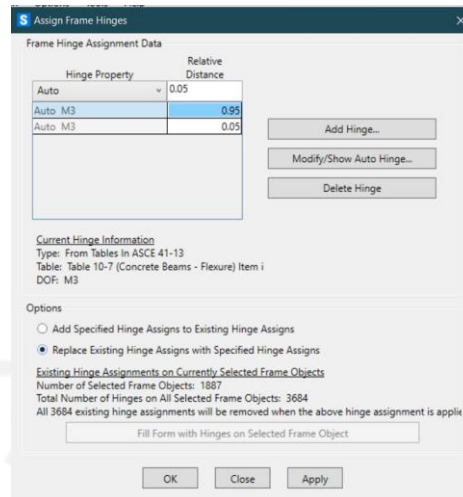 S Assign Frame Hinges
Frame Hinge Assignment Data
Hinge Property
Relative
Distance
Auto 0.05
Auto M3 0.95
Auto M3 0.05
Add Hinge...
Modify/Show Auto Hinge...
Delete Hinge
Current Hinge Information
Type: From Tables In ASCE 41-13
Table: Table 10-7 (Concrete Beams - Flexure) Item i
DOF: M3
Options
Add Specified Hinge Assigns to Existing Hinge Assigns
Replace Existing Hinge Assigns with Specified Hinge Assigns
Existing Hinge Assignments on Currently Selected Frame Objects
Number of Selected Frame Objects: 1887
Total Number of Hinges on All Selected Frame Objects: 3684
All 3684 existing hinge assignments will be removed when the above hinge assignment is applie
Fill Form with Hinges on Selected Frame Object
OK Close Apply